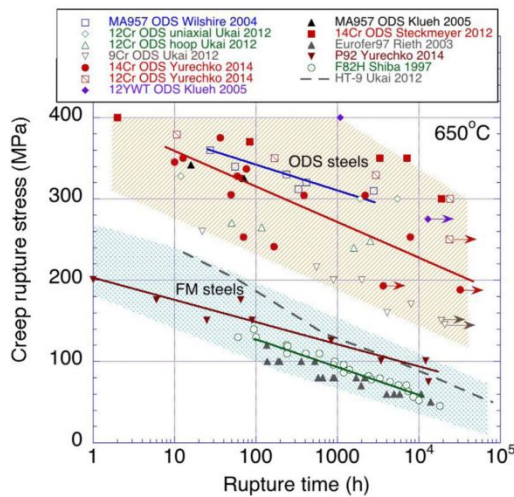 MA957 ODS Wilshire 2004
12Cr ODS uniaxial Ukai 2012
12Cr ODS hoop Ukai 2012
9Cr ODS Ukai 2012
14Cr ODS Yurechko 2014
12Cr ODS Yurechko 2014
12YWT ODS Klueh 2005
MA957 ODS Klueh 2005
14Cr ODS Steckmeyer 2012
Eurofer97 Rieth 2003
P92 Yurechko 2014
F82H Shiba 1997
HT-9 Ukai 2012
Creep rupture stress (MPa)
400
300
200
100
0
650°C
ODS steels
FM steels
1
10
100
1000
10⁴
10⁵
Rupture time (h)